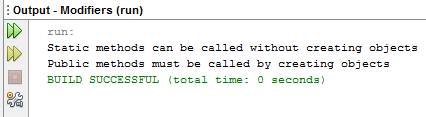 Output - Modifiers (run)
run:
Static methods can be called without creating objects
Public methods must be called by creating objects
BUILD SUCCESSFUL (total time: 0 seconds)